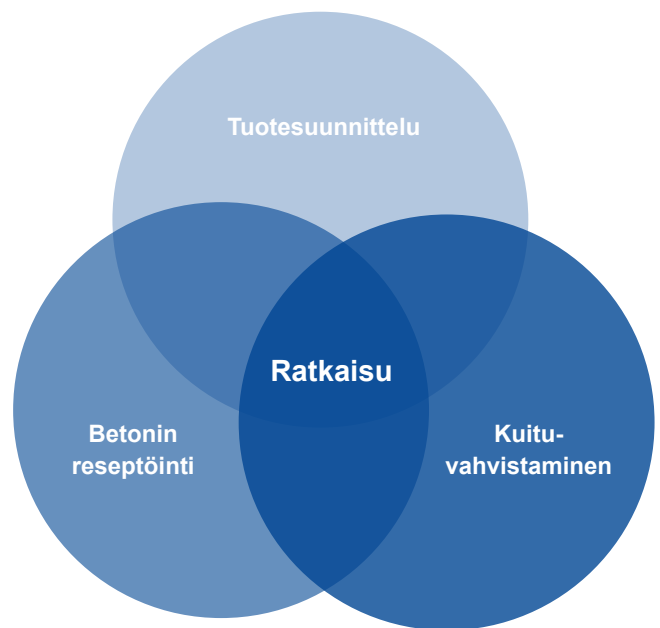 Tuotesuunnittelu
Ratkaisu
Betonin
reseptöinti
Kuitu-
vahvistaminen